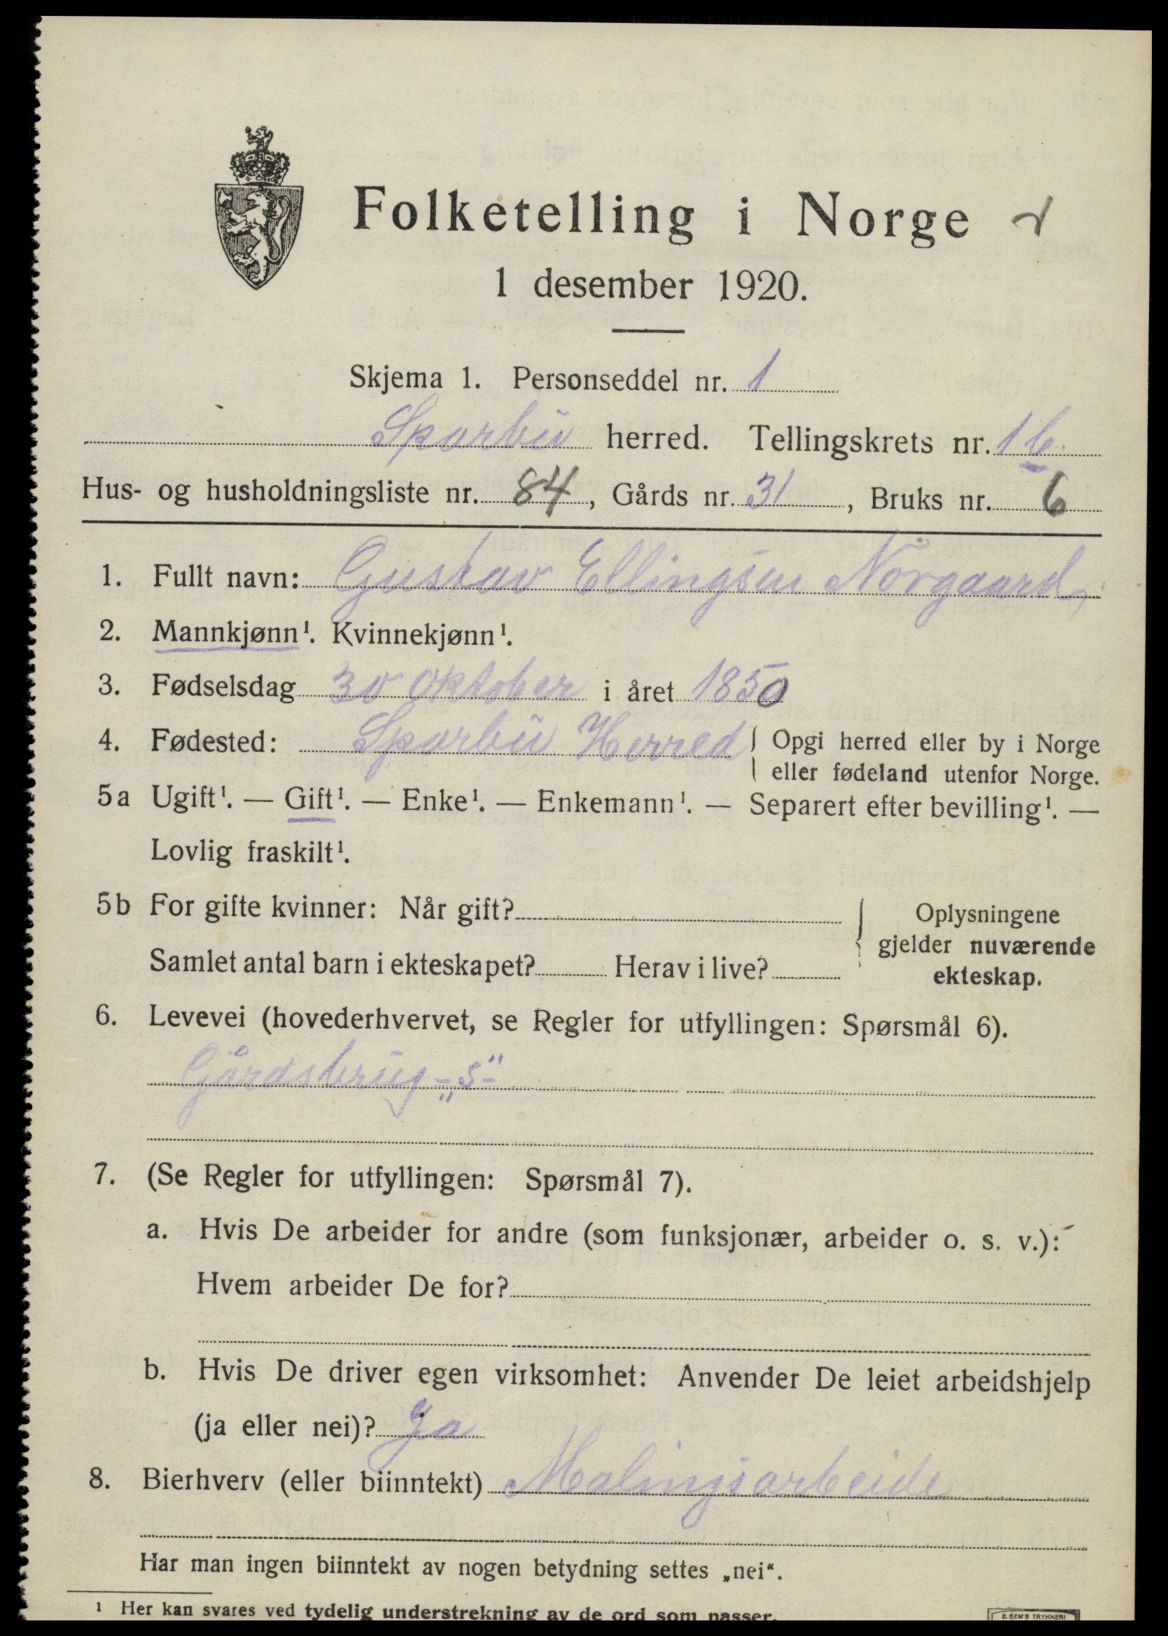 Folketelling i Norge
1 desember 1920.
Skjema 1. Personseddel nr. 1
Sparbu herred. Tellingskrets nr. 1 b.
Hus- og husholdningsliste nr. 84, Gårds nr. 31, Bruks nr. 6
1. Fullt navn: Gustav Ellingsen Nørgaard,
2. Mannkjønn¹. Kvinnekjønn¹.
3. Fødselsdag 30 oktober i året 1850
4. Fødested: Sparbu Herred { Opgi herred eller by i Norge
eller fødeland utenfor Norge.
5a Ugift¹. — Gift¹. — Enke¹. — Enkemann¹. — Separert efter bevilling¹. —
Lovlig fraskilt¹.
5b For gifte kvinner: Når gift?
Samlet antal barn i ekteskapet? Herav i live?
} Oplysningene
gjelder nuværende
ekteskap.
6. Levevei (hovederhvervet, se Regler for utfyllingen: Spørsmål 6).
Gårdsbrug -„s"-
7. (Se Regler for utfyllingen: Spørsmål 7).
a. Hvis De arbeider for andre (som funksjonær, arbeider o. s. v.):
Hvem arbeider De for?
b. Hvis De driver egen virksomhet: Anvender De leiet arbeidshjelp
(ja eller nei)? Ja
8. Bierhverv (eller biinntekt) Malingsarbeide
Har man ingen biinntekt av nogen betydning settes „nei".
¹ Her kan svares ved tydelig understrekning av de ord som passer.